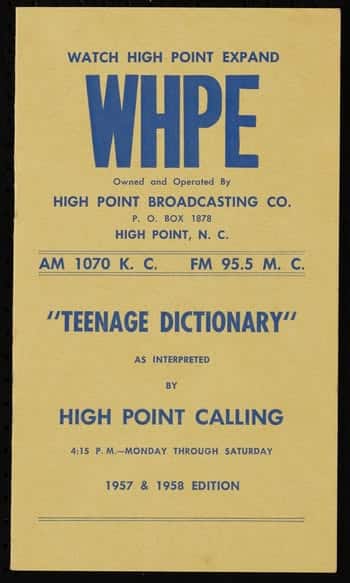 WATCH HIGH POINT EXPAND
WHPE
Owned and Operated By
HIGH POINT BROADCASTING CO.
P. O. BOX 1878
HIGH POINT, N. C.
AM 1070 K. C. FM 95.5 M. C.
"TEENAGE DICTIONARY"
AS INTERPRETED
BY
HIGH POINT CALLING
4:15 P. M.—MONDAY THROUGH SATURDAY
1957 & 1958 EDITION